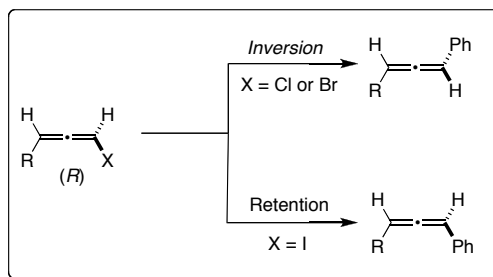 H H
R X
(R)
Inversion
X = Cl or Br
H Ph
R H
Retention
X = I
H H
R Ph